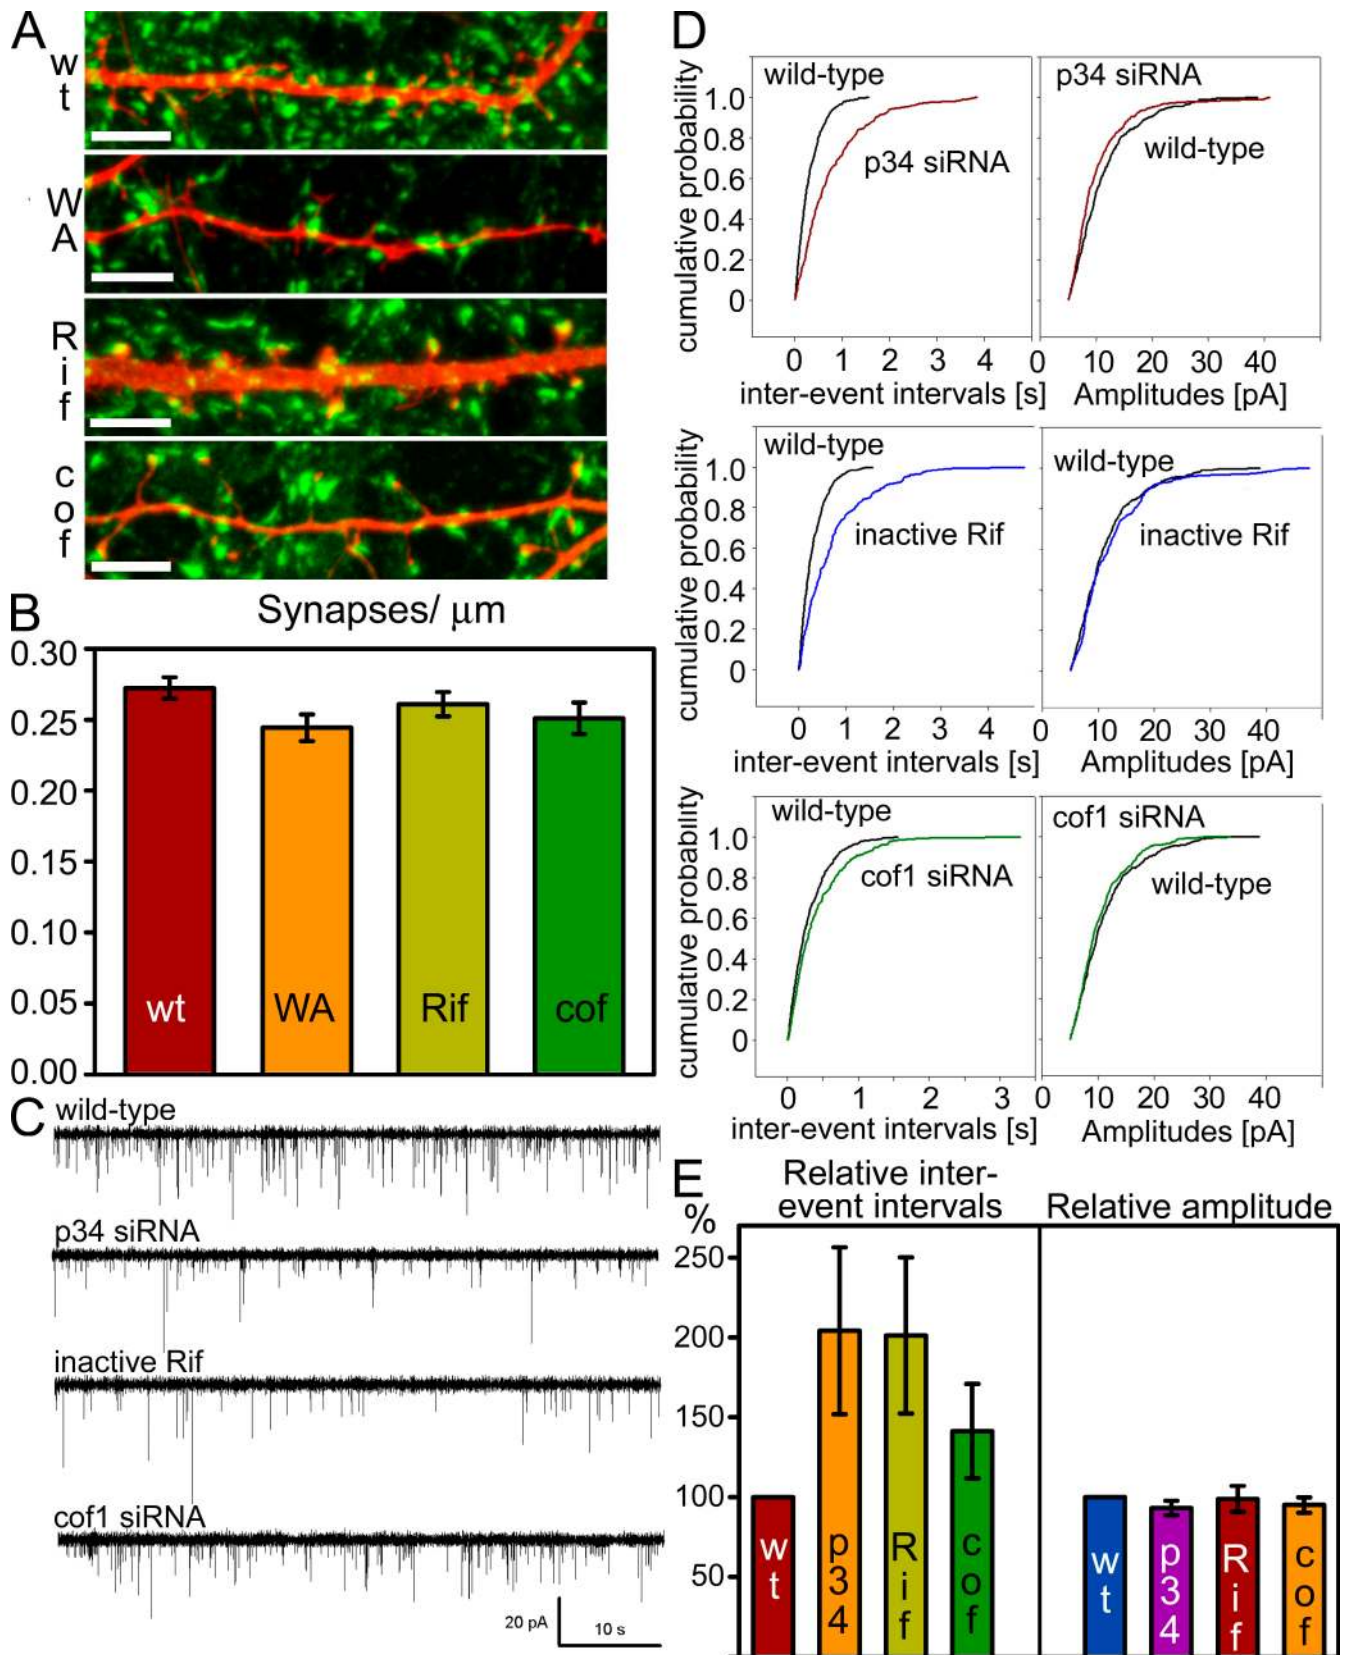 A
w
t
W
A
R
i
f
c
o
f
B
Synapses/ μm
0.30
0.25
0.20
0.15
0.10
0.05
0.00
wt
WA
Rif
cof
C
wild-type
p34 siRNA
inactive Rif
cof1 siRNA
20 pA
10 s
D
cumulative probability
wild-type
p34 siRNA
1.0
0.8
0.6
0.4
0.2
0
0 1 2 3 4
inter-event intervals [s]
p34 siRNA
wild-type
0 10 20 30 40
Amplitudes [pA]
cumulative probability
wild-type
inactive Rif
1.0
0.8
0.6
0.4
0.2
0
0 1 2 3 4
inter-event intervals [s]
wild-type
inactive Rif
0 10 20 30 40
Amplitudes [pA]
cumulative probability
wild-type
cof1 siRNA
1.0
0.8
0.6
0.4
0.2
0
0 1 2 3
inter-event intervals [s]
cof1 siRNA
wild-type
0 10 20 30 40
Amplitudes [pA]
E
Relative inter-
event intervals
%
250
200
150
100
50
w
t
p
3
4
R
i
f
c
o
f
Relative amplitude
w
t
p
3
4
R
i
f
c
o
f